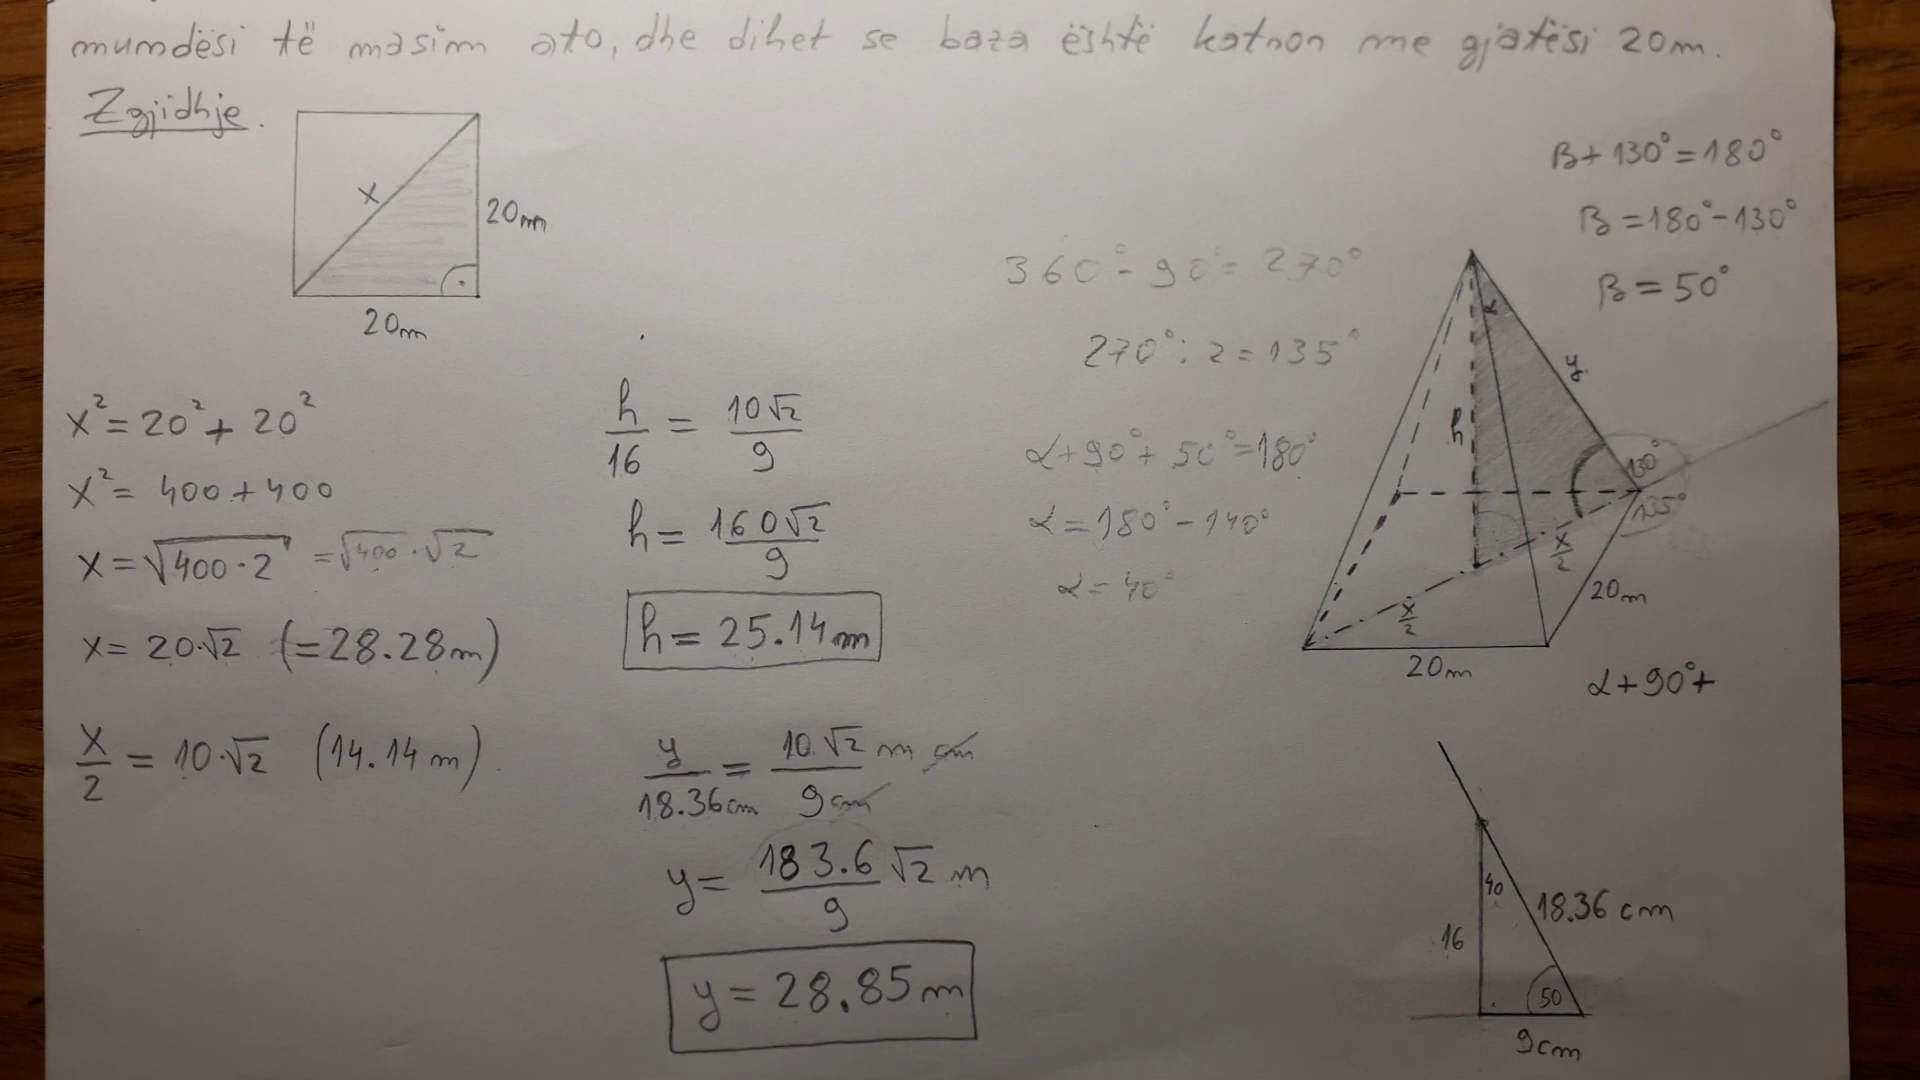 mundësi të masim ato, dhe dihet se baza është katror me gjatësi 20m.
Zgjidhje.
x
20m
20m
x² = 20² + 20²
x² = 400 + 400
x = √400·2 = √400 · √2
x = 20·√2 (= 28.28m)
x/2 = 10·√2 (14.14 m)
h/16 = 10√2/9
h = 160√2/9
h = 25.14m
y/18.36cm = 10√2 m cm/9cm
y = 183.6/9 √2 m
y = 28.85m
360° - 90° = 270°
270° : 2 = 135°
α + 90° + 50° = 180°
α = 180° - 140°
α = 40°
β + 130° = 180°
β = 180° - 130°
β = 50°
α
y
h
130°
135°
x/2
x/2
20m
20m
α + 90° +
40
18.36 cm
16
50
9cm